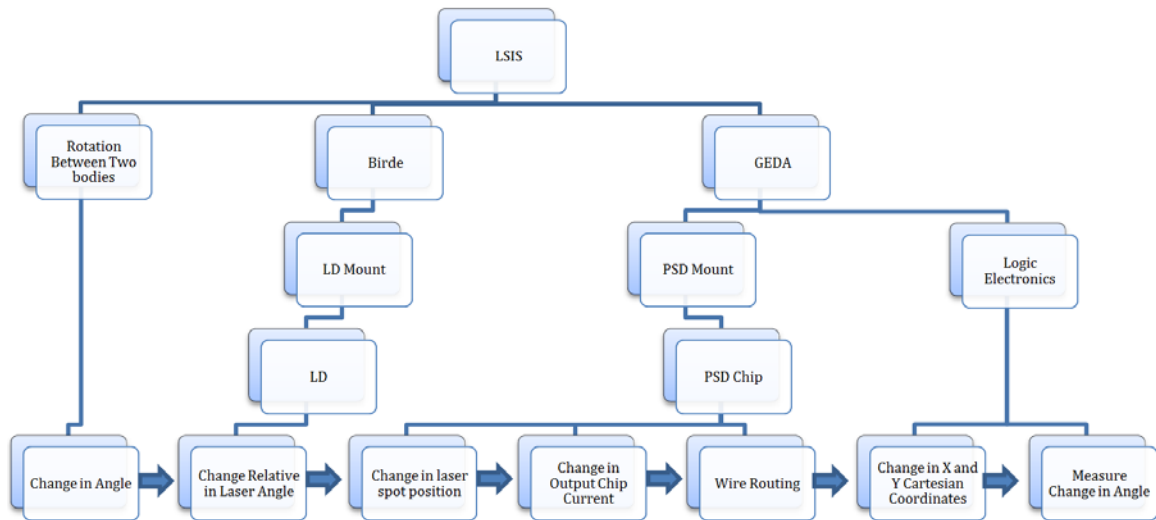 LSIS
Rotation
Between Two
bodies
Birde
GEDA
LD Mount
PSD Mount
Logic
Electronics
LD
PSD Chip
Change in Angle
Change Relative
in Laser Angle
Change in laser
spot position
Change in
Output Chip
Current
Wire Routing
Change in X and
Y Cartesian
Coordinates
Measure
Change in Angle